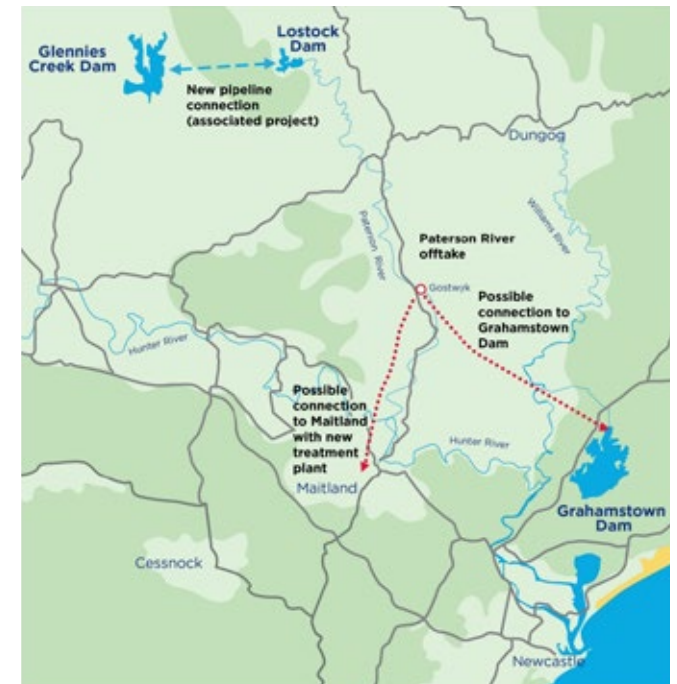 Glennies
Creek Dam
Lostock
Dam
New pipeline
connection
(associated project)
Dungog
Williams River
Paterson River
Paterson River
offtake
Gostwyk
Possible
connection to
Grahamstown
Dam
Hunter River
Possible
connection
to Maitland
with new
treatment
plant
Maitland
Hunter River
Grahamstown
Dam
Cessnock
Newcastle